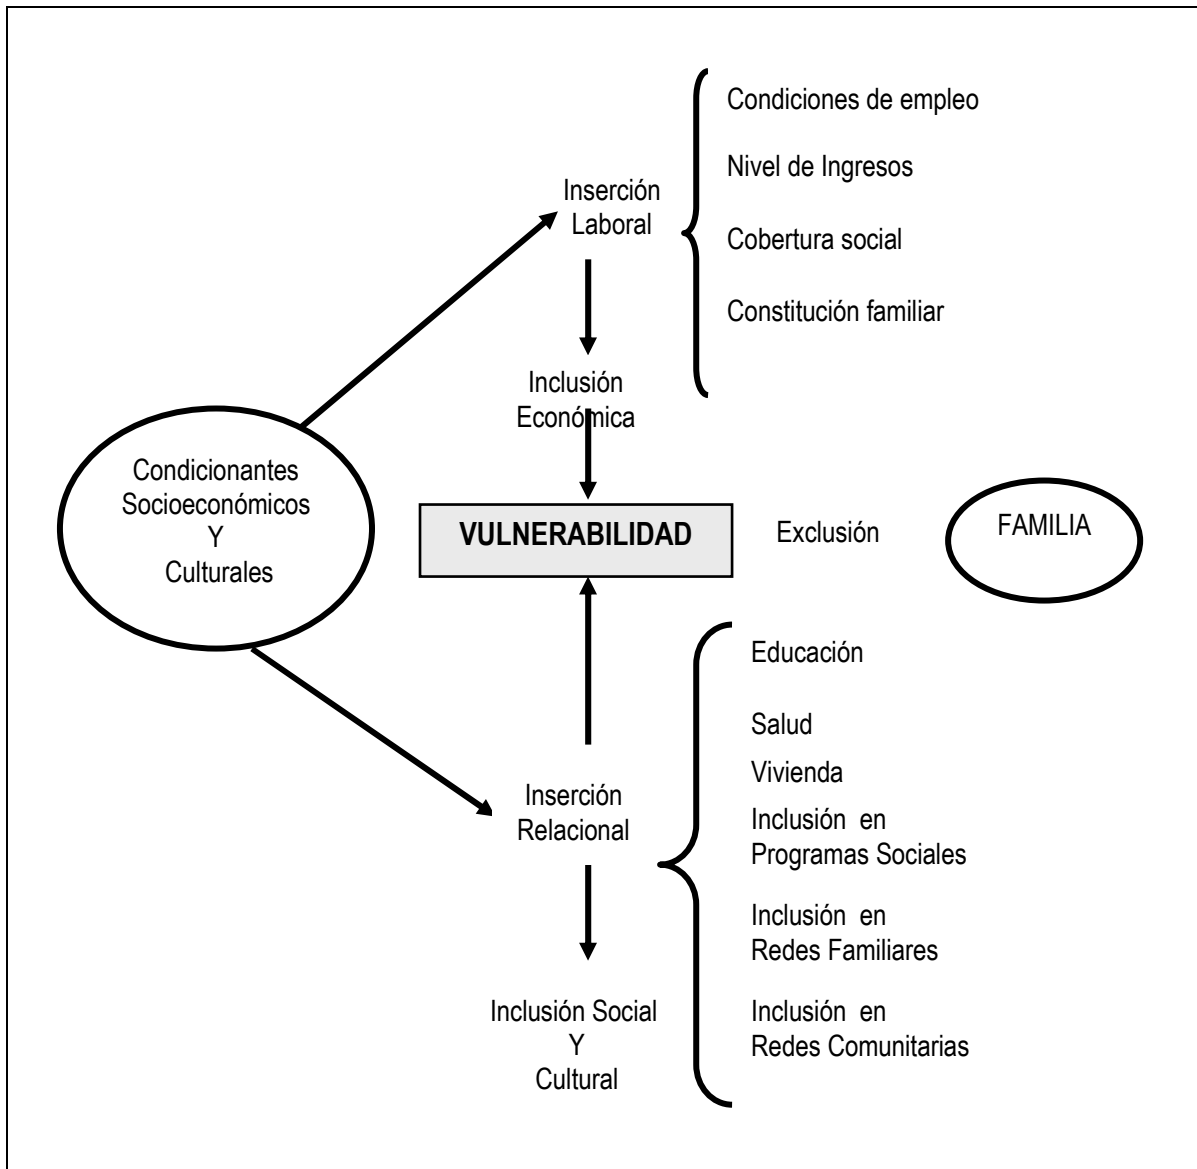 Condiciones de empleo
Nivel de Ingresos
Inserción
Laboral
Cobertura social
Constitución familiar
Inclusión
Económica
Condicionantes
Socioeconómicos
Y
Culturales
VULNERABILIDAD
Exclusión
FAMILIA
Educación
Salud
Vivienda
Inserción
Relacional
Inclusión en
Programas Sociales
Inclusión en
Redes Familiares
Inclusión en
Redes Comunitarias
Inclusión Social
Y
Cultural